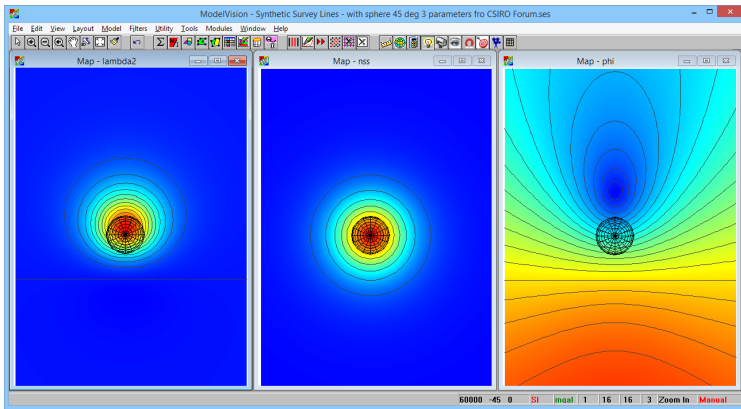 ModelVision - Synthetic Survey Lines - with sphere 45 deg 3 parameters fro CSIRO Forum.ses
File Edit View Layout Model Filters Utility Tools Modules Window Help
Map - lambda2
Map - nss
Map - phi
60000 -45 0 SI mgal 1 16 16 3 Zoom In Manual